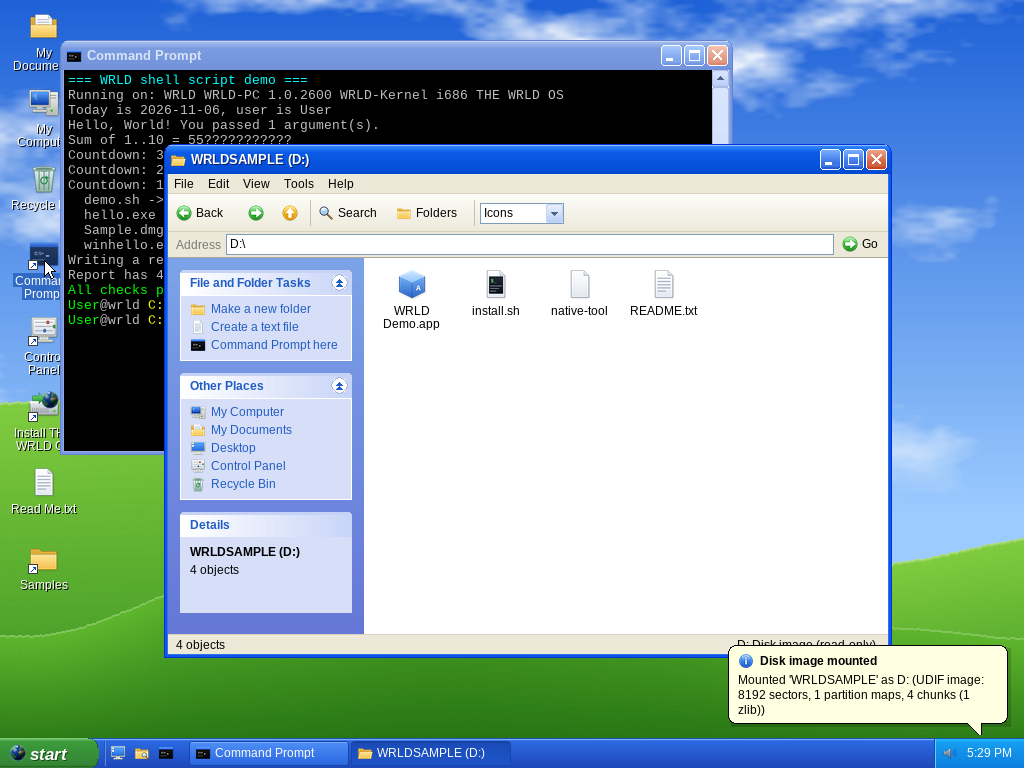 My
Docume
My
Comput
Recycle
Comman
Promp
Contro
Panel
Install TH
WRLD O
Read Me.txt
Samples
Command Prompt
=== WRLD shell script demo ===
Running on: WRLD WRLD-PC 1.0.2600 WRLD-Kernel i686 THE WRLD OS
Today is 2026-11-06, user is User
Hello, World! You passed 1 argument(s).
Sum of 1..10 = 55???????????
Countdown: 3
Countdown: 2
Countdown: 1
demo.sh ->
hello.exe
Sample.dmg
winhello.e
Writing a re
Report has 4
All checks p
User@wrld C:
User@wrld C:
WRLDSAMPLE (D:)
File Edit View Tools Help
Back Search Folders Icons
Address D:\ Go
File and Folder Tasks
Make a new folder
Create a text file
Command Prompt here
Other Places
My Computer
My Documents
Desktop
Control Panel
Recycle Bin
Details
WRLDSAMPLE (D:)
4 objects
WRLD
Demo.app
install.sh
native-tool
README.txt
4 objects
D: Disk image (read-only)
Disk image mounted
Mounted 'WRLDSAMPLE' as D: (UDIF image:
8192 sectors, 1 partition maps, 4 chunks (1
zlib))
start
Command Prompt
WRLDSAMPLE (D:)
5:29 PM